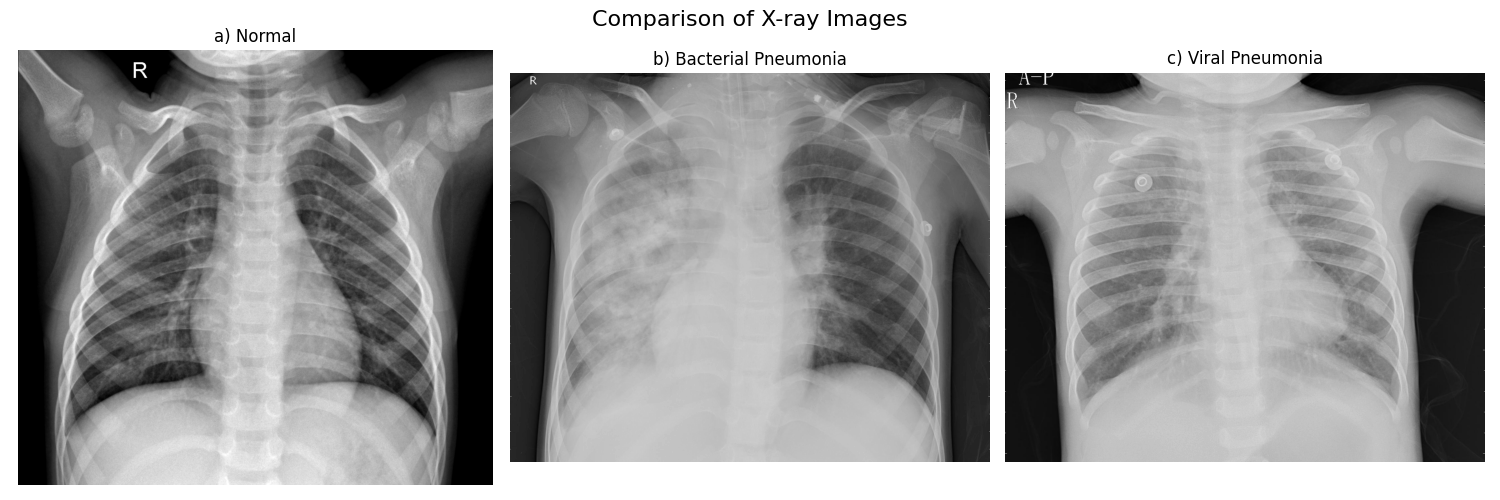 Comparison of X-ray Images
a) Normal
R
b) Bacterial Pneumonia
R
c) Viral Pneumonia
A-P
R